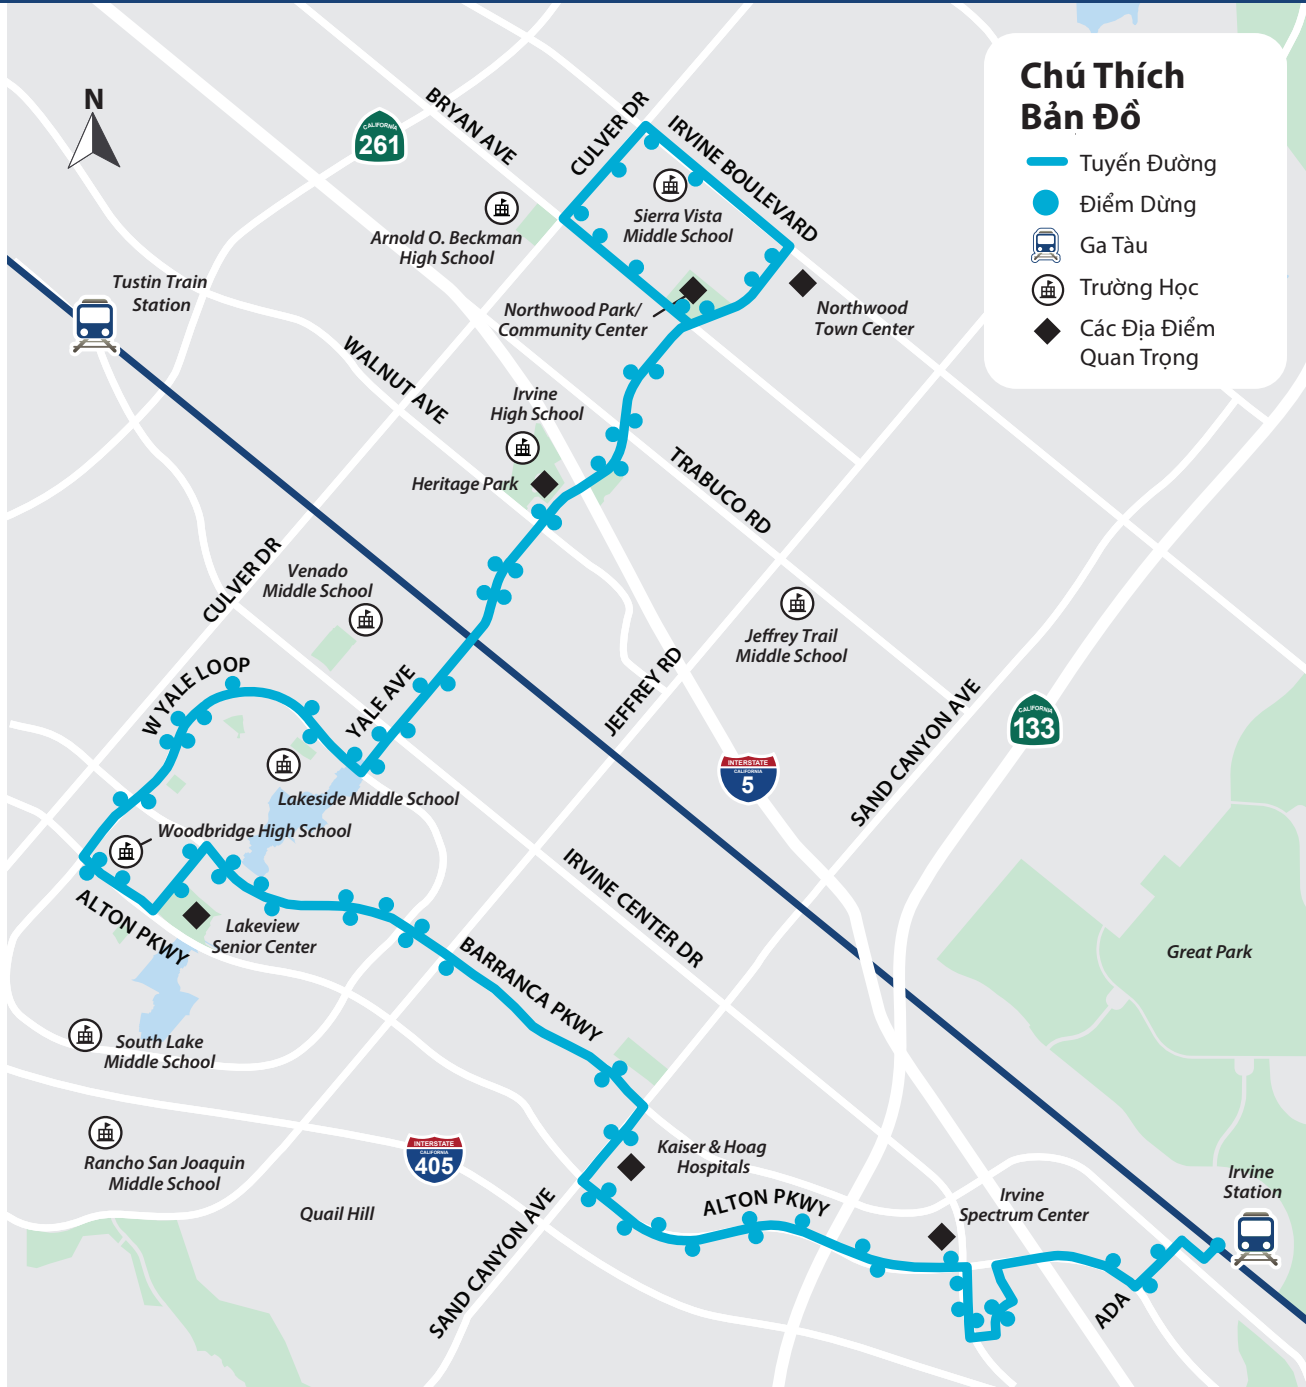 N
Chú Thích
Bản Đồ
Tuyến Đường
Điểm Dừng
Ga Tàu
Trường Học
Các Địa Điểm
Quan Trọng
BRYAN AVE
CALIFORNIA
261
CULVER DR
IRVINE BOULEVARD
Sierra Vista
Middle School
Arnold O. Beckman
High School
Tustin Train
Station
Northwood Park/
Community Center
Northwood
Town Center
WALNUT AVE
Irvine
High School
Heritage Park
TRABUCO RD
CULVER DR
Venado
Middle School
Jeffrey Trail
Middle School
W YALE LOOP
YALE AVE
JEFFREY RD
SAND CANYON AVE
CALIFORNIA
133
INTERSTATE
CALIFORNIA
5
Lakeside Middle School
Woodbridge High School
ALTON PKWY
Lakeview
Senior Center
IRVINE CENTER DR
BARRANCA PKWY
Great Park
South Lake
Middle School
Rancho San Joaquin
Middle School
INTERSTATE
CALIFORNIA
405
Quail Hill
Kaiser & Hoag
Hospitals
SAND CANYON AVE
ALTON PKWY
Irvine
Spectrum Center
Irvine
Station
ADA